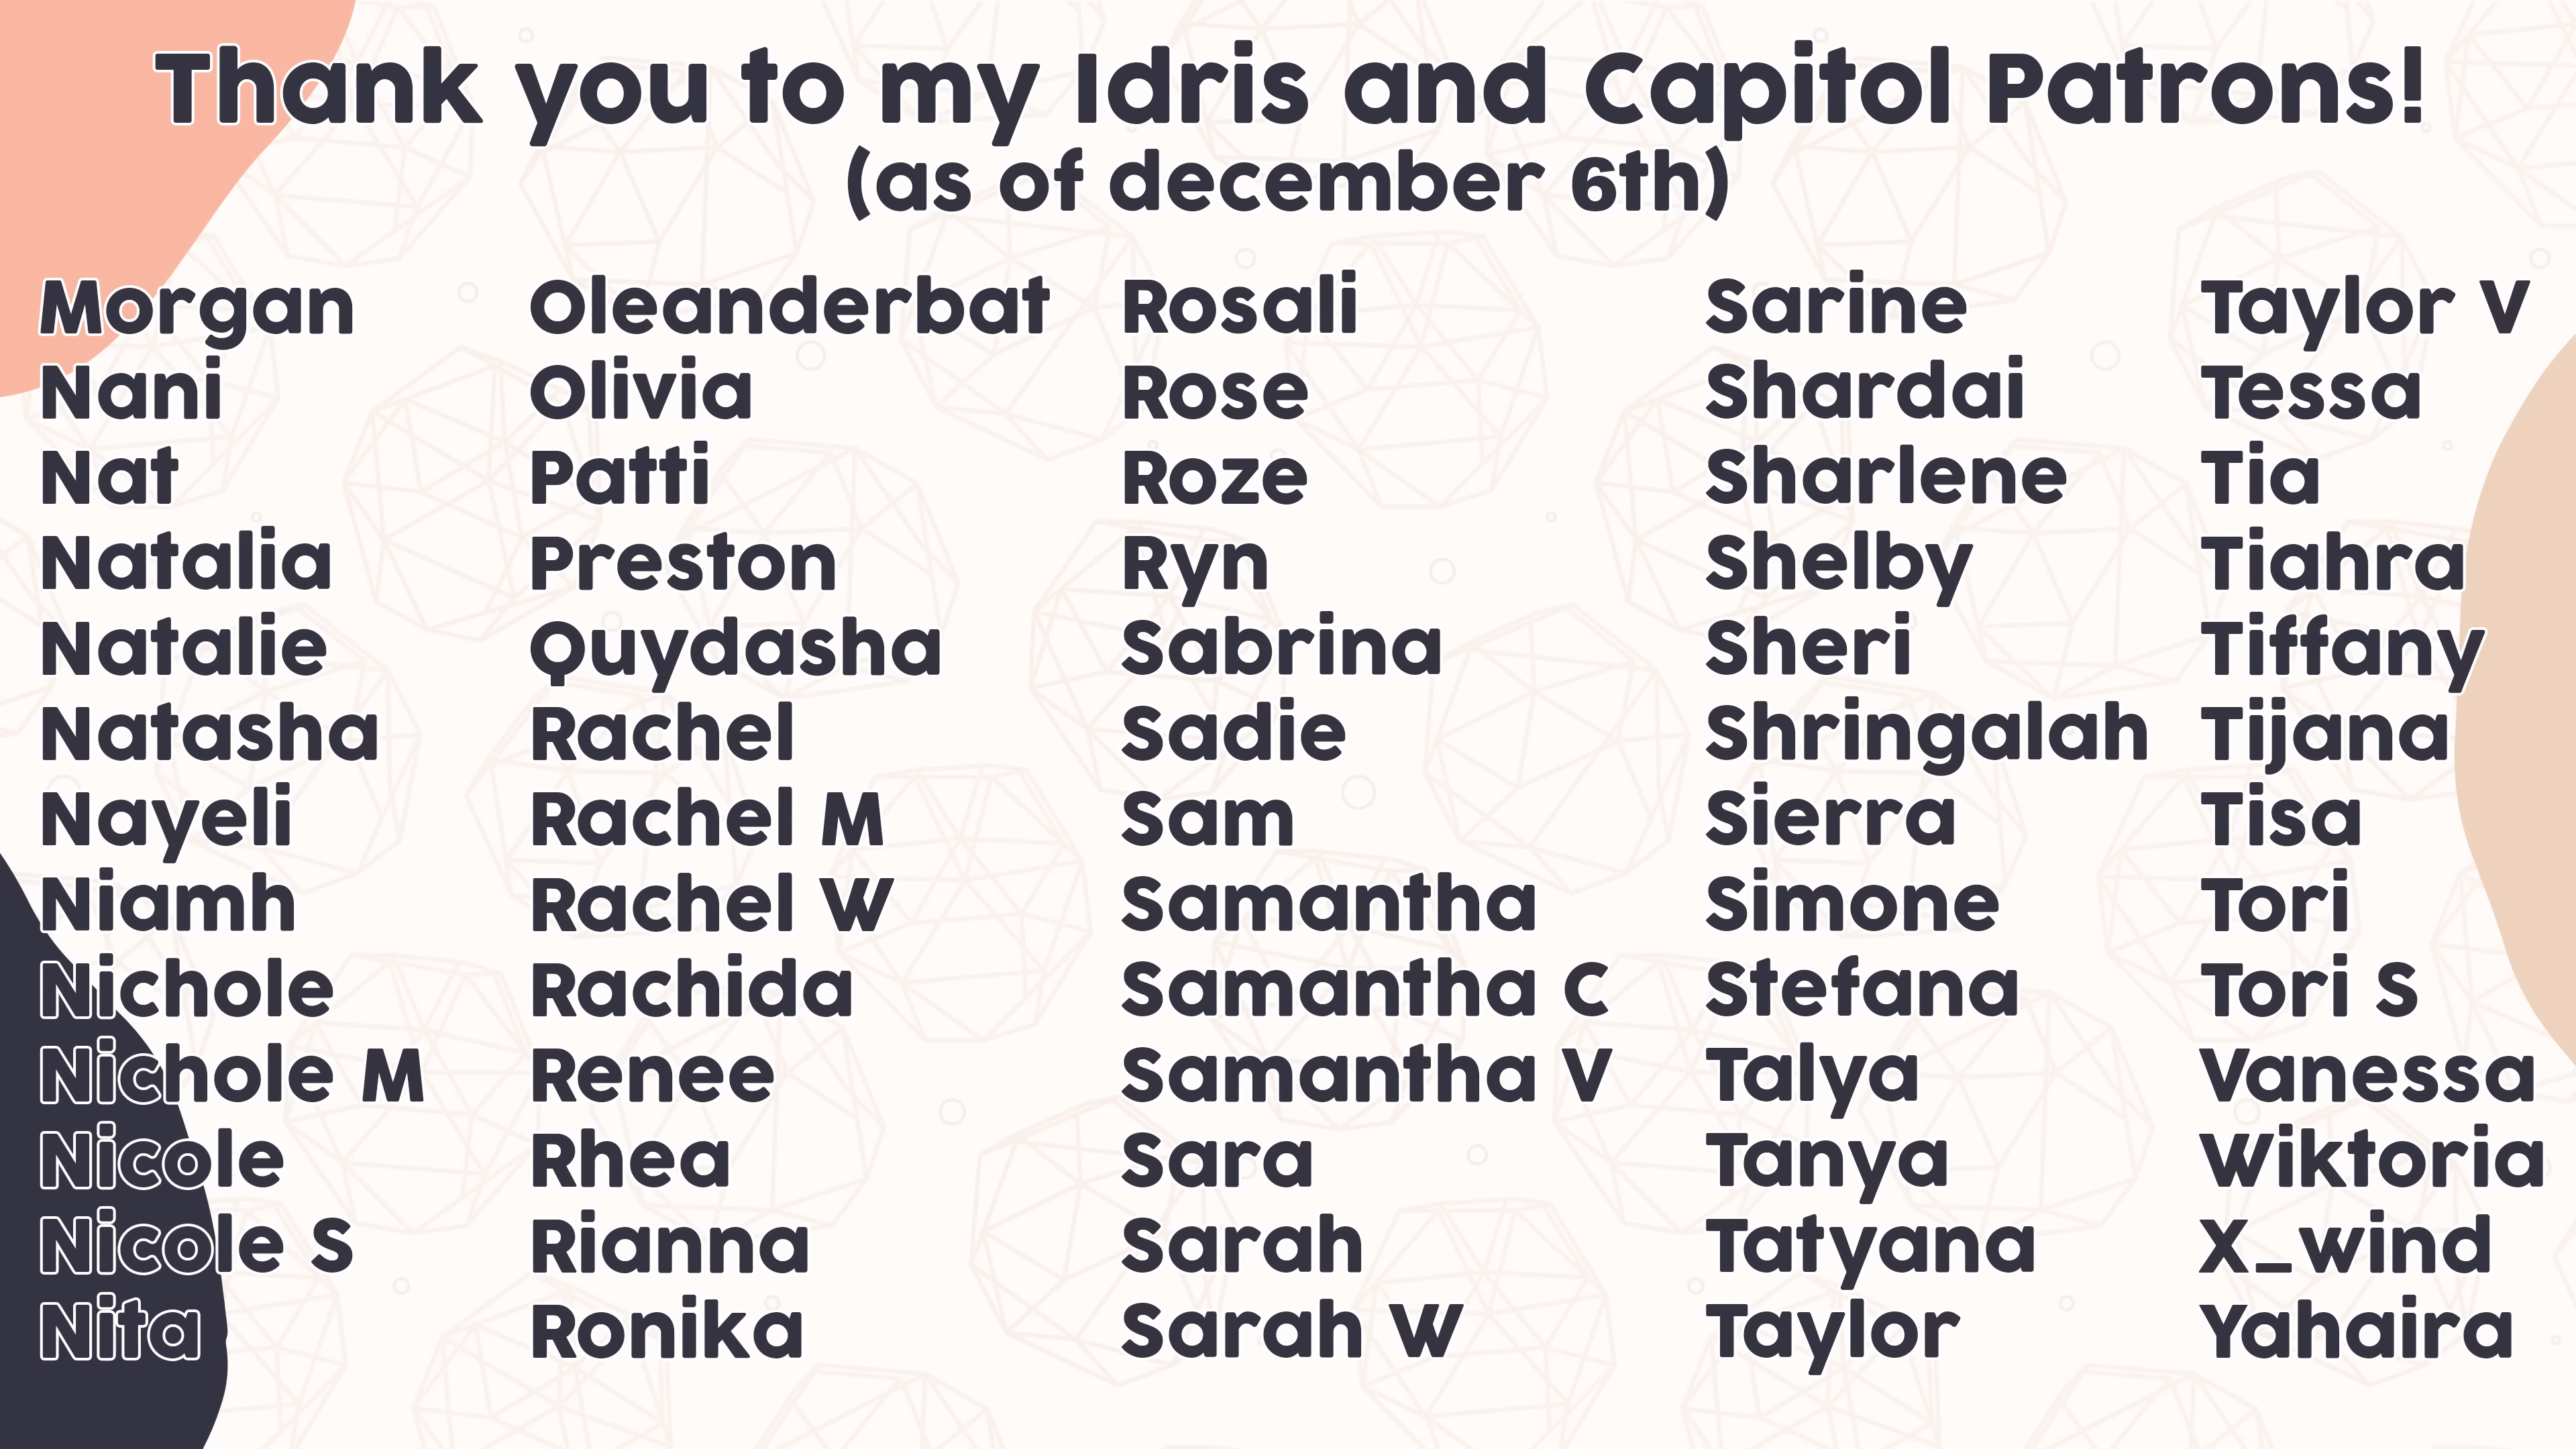 Thank you to my Idris and Capitol Patrons!
(as of december 6th)
Morgan
Nani
Nat
Natalia
Natalie
Natasha
Nayeli
Niamh
Nichole
Nichole M
Nicole
Nicole S
Nita
Oleanderbat
Olivia
Patti
Preston
Quydasha
Rachel
Rachel M
Rachel W
Rachida
Renee
Rhea
Rianna
Ronika
Rosali
Rose
Roze
Ryn
Sabrina
Sadie
Sam
Samantha
Samantha C
Samantha V
Sara
Sarah
Sarah W
Sarine
Shardai
Sharlene
Shelby
Sheri
Shringalah
Sierra
Simone
Stefana
Talya
Tanya
Tatyana
Taylor
Taylor V
Tessa
Tia
Tiahra
Tiffany
Tijana
Tisa
Tori
Tori S
Vanessa
Wiktoria
X_wind
Yahaira